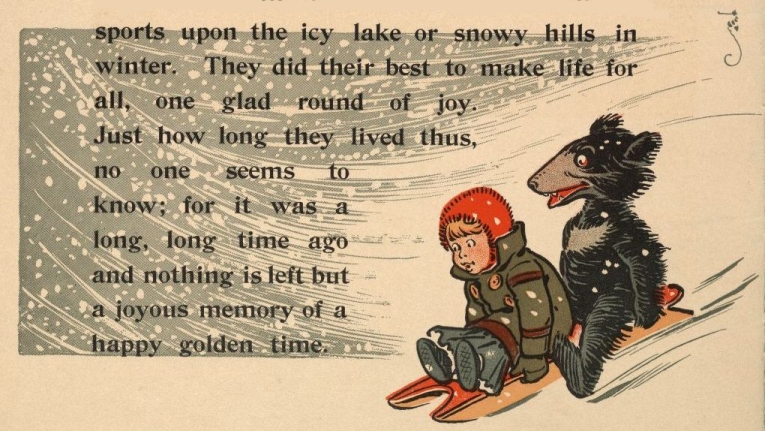 sports upon the icy lake or snowy hills in
winter. They did their best to make life for
all, one glad round of joy.
Just how long they lived thus,
no one seems to
know; for it was a
long, long time ago
and nothing is left but
a joyous memory of a
happy golden time.